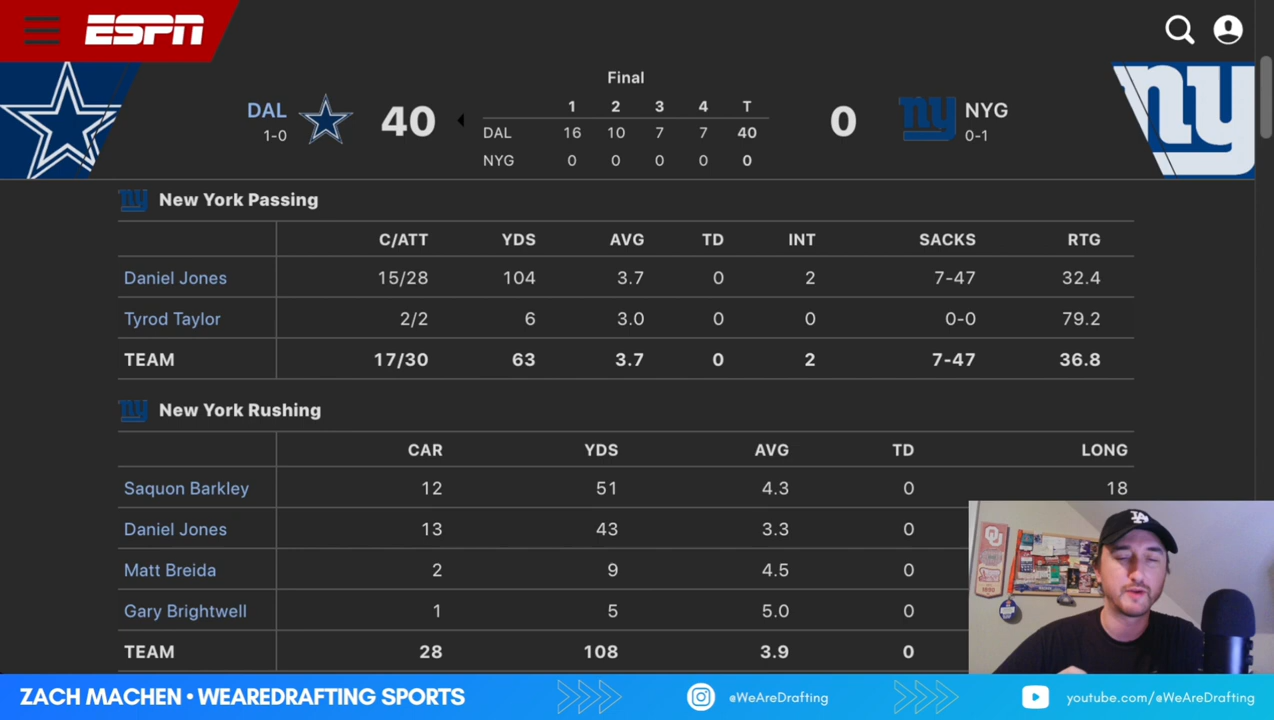 ESPN
Final
DAL
1-0
40
1 2 3 4 T
DAL 16 10 7 7 40
NYG 0 0 0 0 0
0
NYG
0-1
ny
ny
New York Passing
C/ATT YDS AVG TD INT SACKS RTG
Daniel Jones 15/28 104 3.7 0 2 7-47 32.4
Tyrod Taylor 2/2 6 3.0 0 0 0-0 79.2
TEAM 17/30 63 3.7 0 2 7-47 36.8
ny New York Rushing
CAR YDS AVG TD LONG
Saquon Barkley 12 51 4.3 0 18
Daniel Jones 13 43 3.3 0
Matt Breida 2 9 4.5 0
Gary Brightwell 1 5 5.0 0
TEAM 28 108 3.9 0
LA
ZACH MACHEN • WEAREDRAFTING SPORTS
@WeAreDrafting
youtube.com/@WeAreDrafting